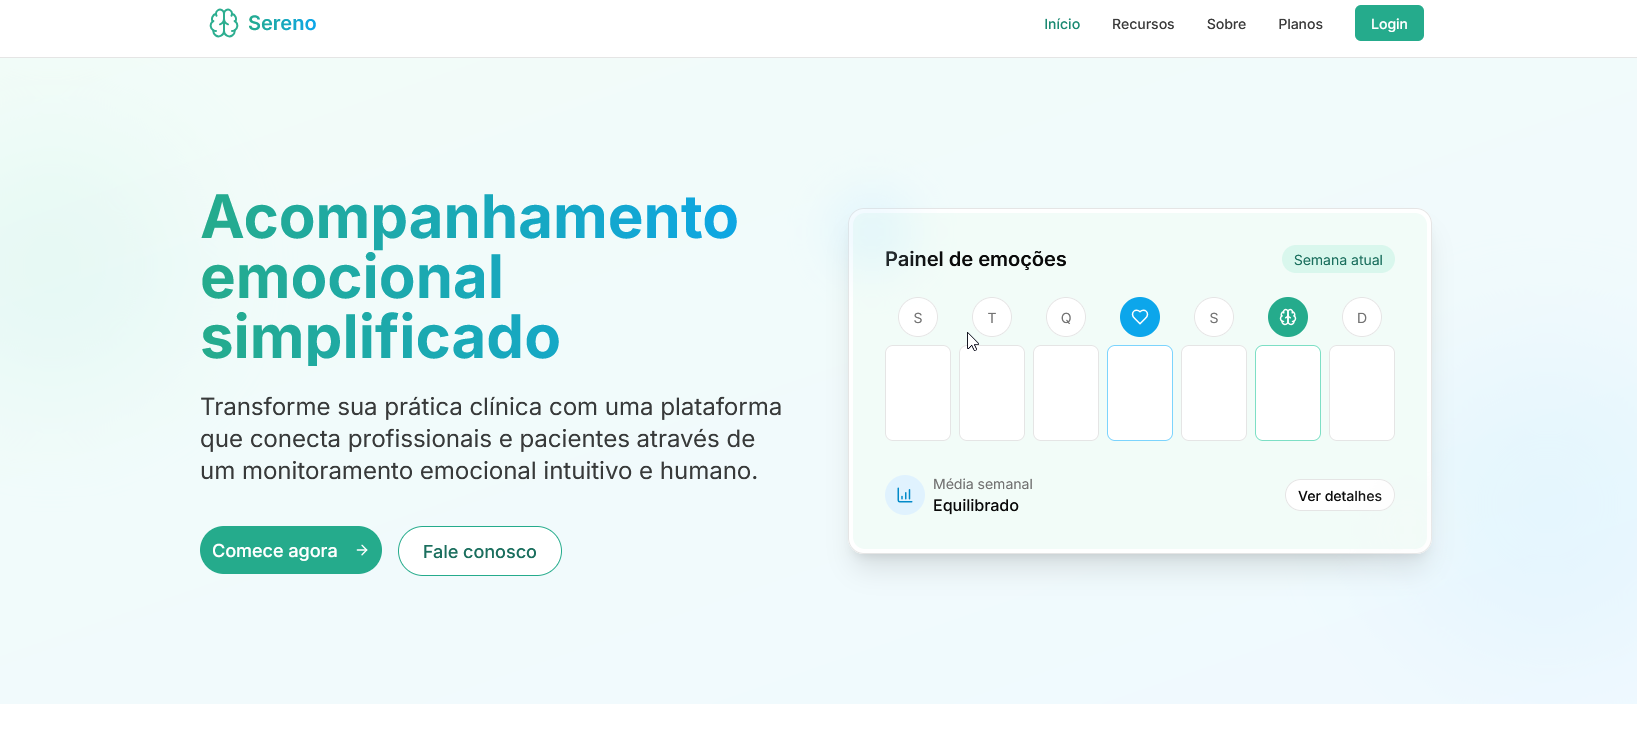 Sereno
Início
Recursos
Sobre
Planos
Login
Acompanhamento
emocional
simplificado
Transforme sua prática clínica com uma plataforma
que conecta profissionais e pacientes através de
um monitoramento emocional intuitivo e humano.
Comece agora
Fale conosco
Painel de emoções
Semana atual
S
T
Q
S
D
Média semanal
Equilibrado
Ver detalhes